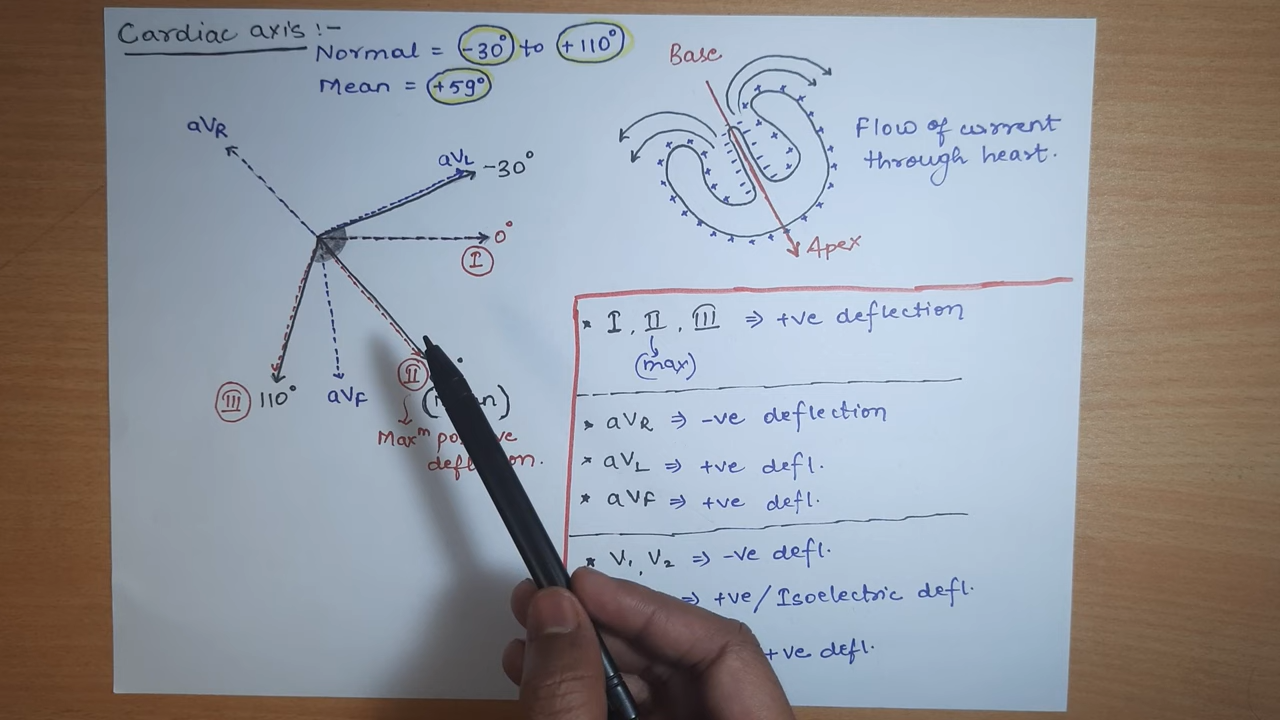 Cardiac axis :-
Normal = -30° to +110°
Mean = +59°
aVR
aVL -30°
0°
I
III 110°
aVF
II
Maxm
Base
Apex
Flow of current
through heart.
* I, II, III ⇒ +ve deflection
(max)
* aVR ⇒ -ve deflection
* aVL ⇒ +ve defl.
* aVF ⇒ +ve defl.
* V1, V2 ⇒ -ve defl.
⇒ +ve/Isoelectric defl.
+ve defl.